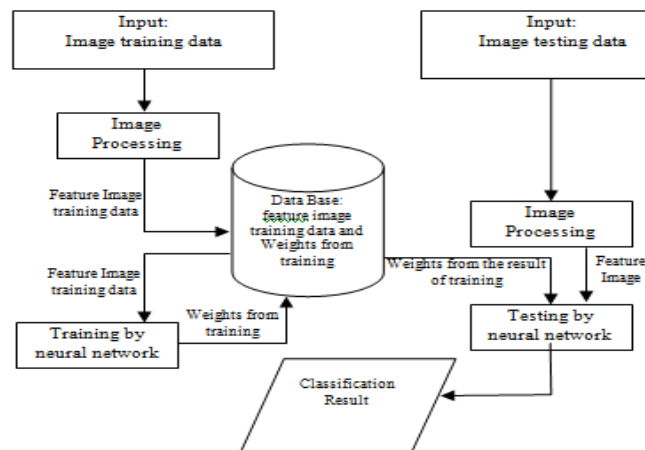 Input:
Image training data
Input:
Image testing data
Image
Processing
Feature Image
training data
Data Base:
feature image
training data and
Weights from
training
Image
Processing
Feature Image
training data
Weights from
training
Weights from the result
of training
Feature
Image
Training by
neural network
Testing by
neural network
Classification
Result